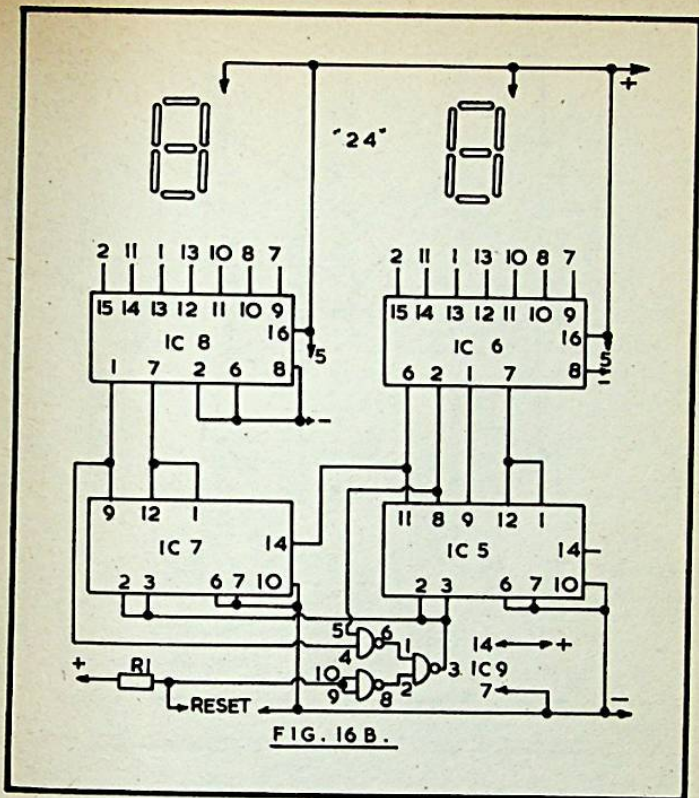 +
"24"
2 11 1 13 10 8 7
2 11 1 13 10 8 7
15 14 13 12 11 10 9
15 14 13 12 11 10 9
16
16
IC 8
IC 6
5
5
1 7 2 6 8
6 2 1 7 8
-
-
9 12 1
11 8 9 12 1
IC 7
14
IC 5
14
2 3 6 7 10
2 3 6 7 10
5 6 1
4
14 +
3 IC9
+
R1
10
9 8 2
7
-
RESET
FIG. 16 B.